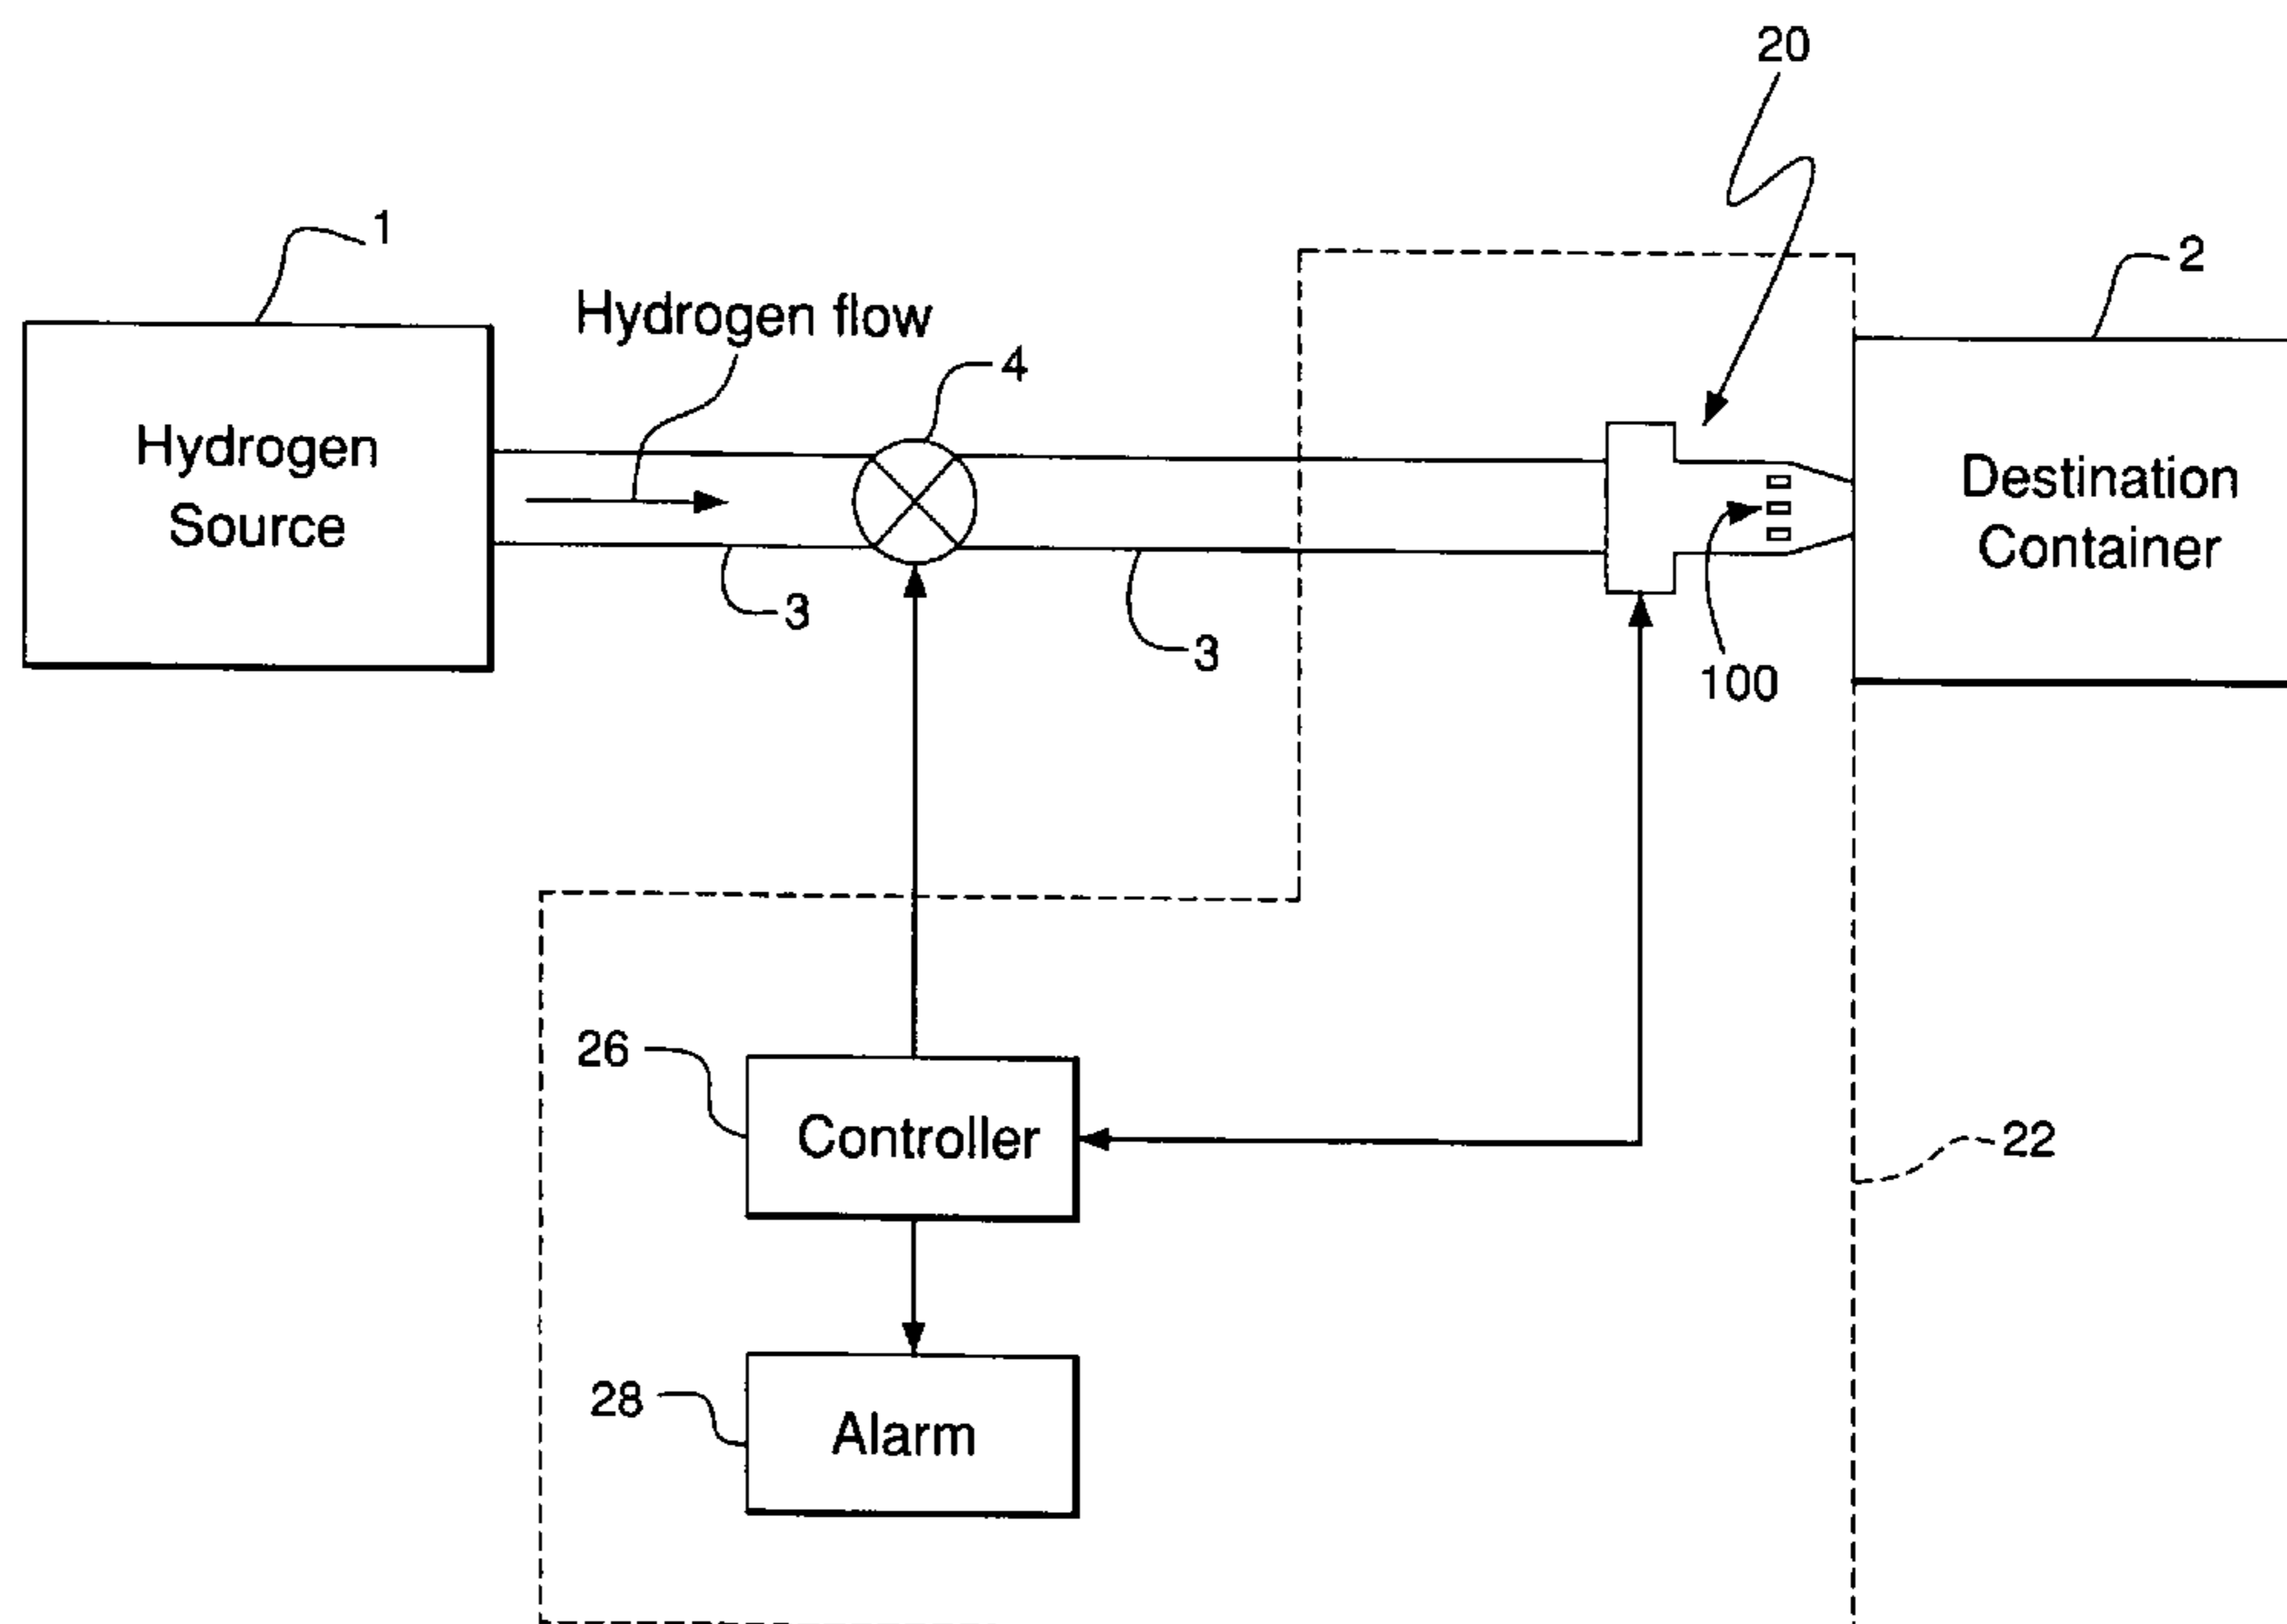 20
1
2
Hydrogen flow
4
Hydrogen
Source
Destination
Container
3
3
100
26
Controller
22
28
Alarm